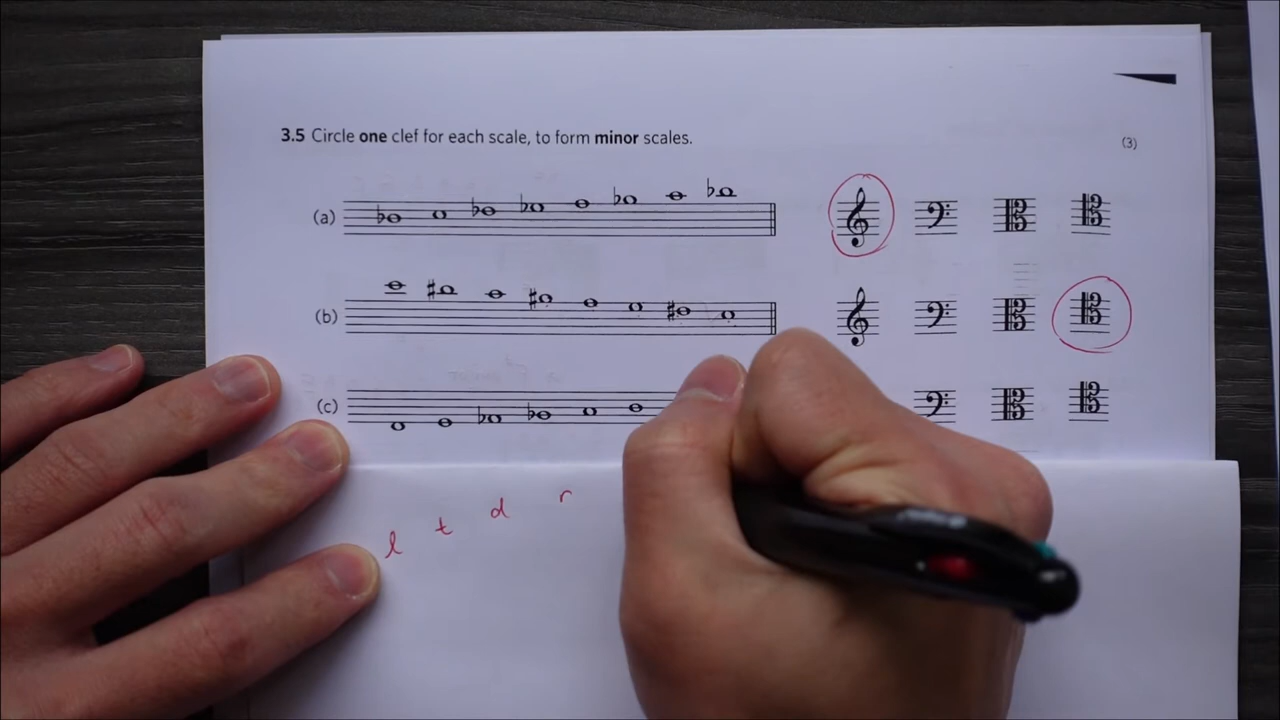 3.5 Circle one clef for each scale, to form minor scales.
(3)
(a)
(b)
(c)
l t d r